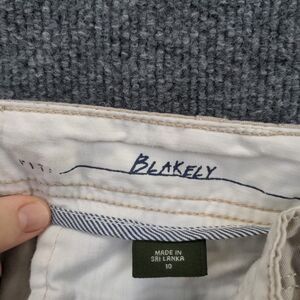 FIT: BLAKELY
MADE IN
SRI LANKA
10